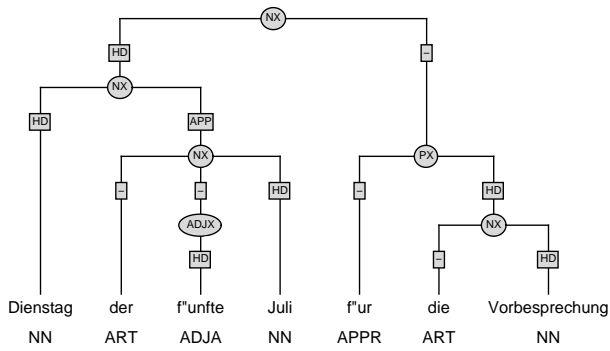 NX
HD –
NX
HD APP
NX PX
– – HD – HD
ADJX NX
HD – HD
Dienstag der f"unfte Juli f"ur die Vorbesprechung
NN ART ADJA NN APPR ART NN